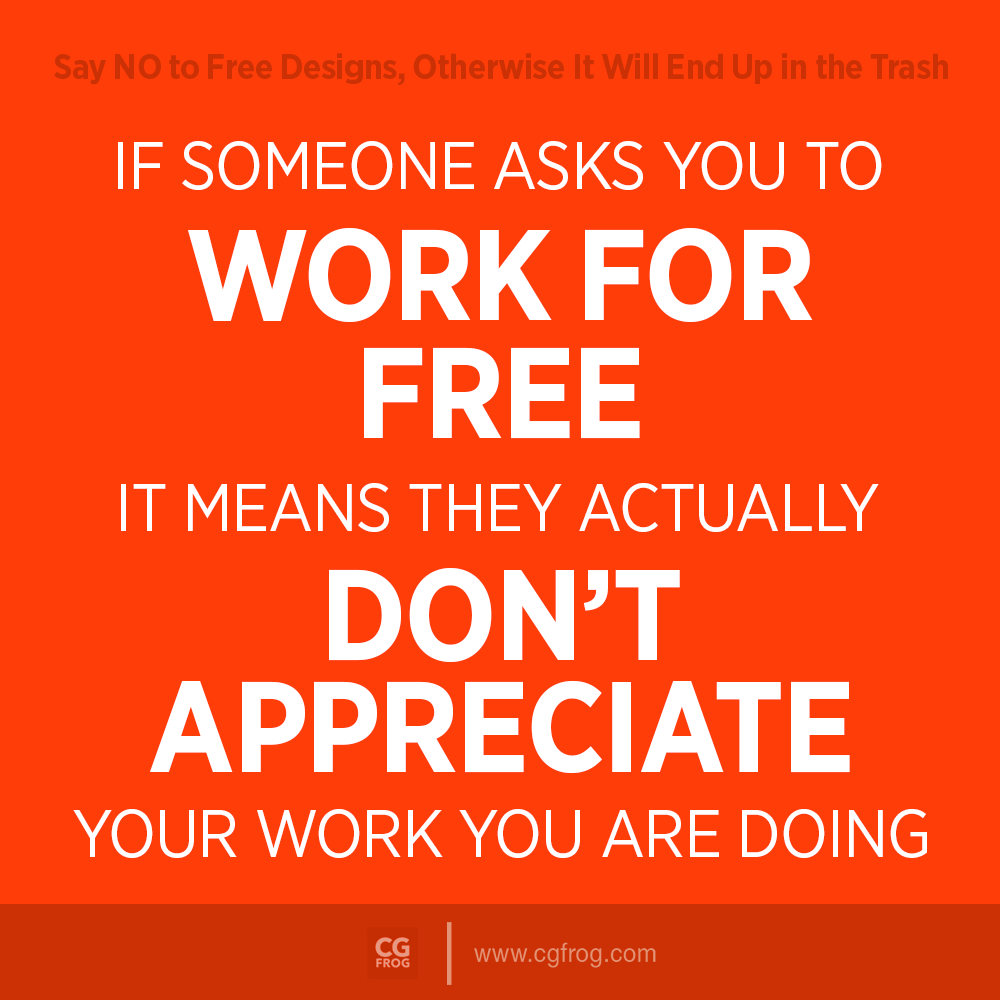 Say NO to Free Designs, Otherwise It Will End Up in the Trash
IF SOMEONE ASKS YOU TO
WORK FOR
FREE
IT MEANS THEY ACTUALLY
DON’T
APPRECIATE
YOUR WORK YOU ARE DOING
CG
FROG
www.cgfrog.com